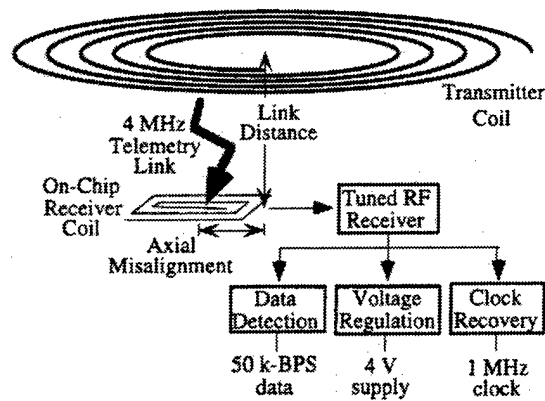 Transmitter
Coil
Link
Distance
4 MHz
Telemetry
Link
On-Chip
Receiver
Coil
Axial
Misalignment
Tuned RF
Receiver
Data
Detection
Voltage
Regulation
Clock
Recovery
50 k-BPS
data
4 V
supply
1 MHz
clock